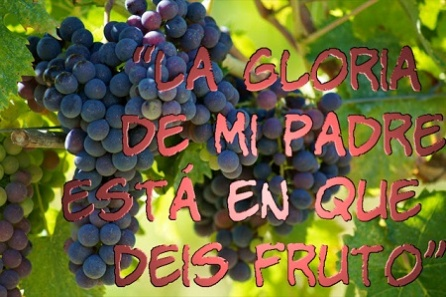 "LA GLORIA
DE MI PADRE
ESTÁ EN QUE
DEIS FRUTO"